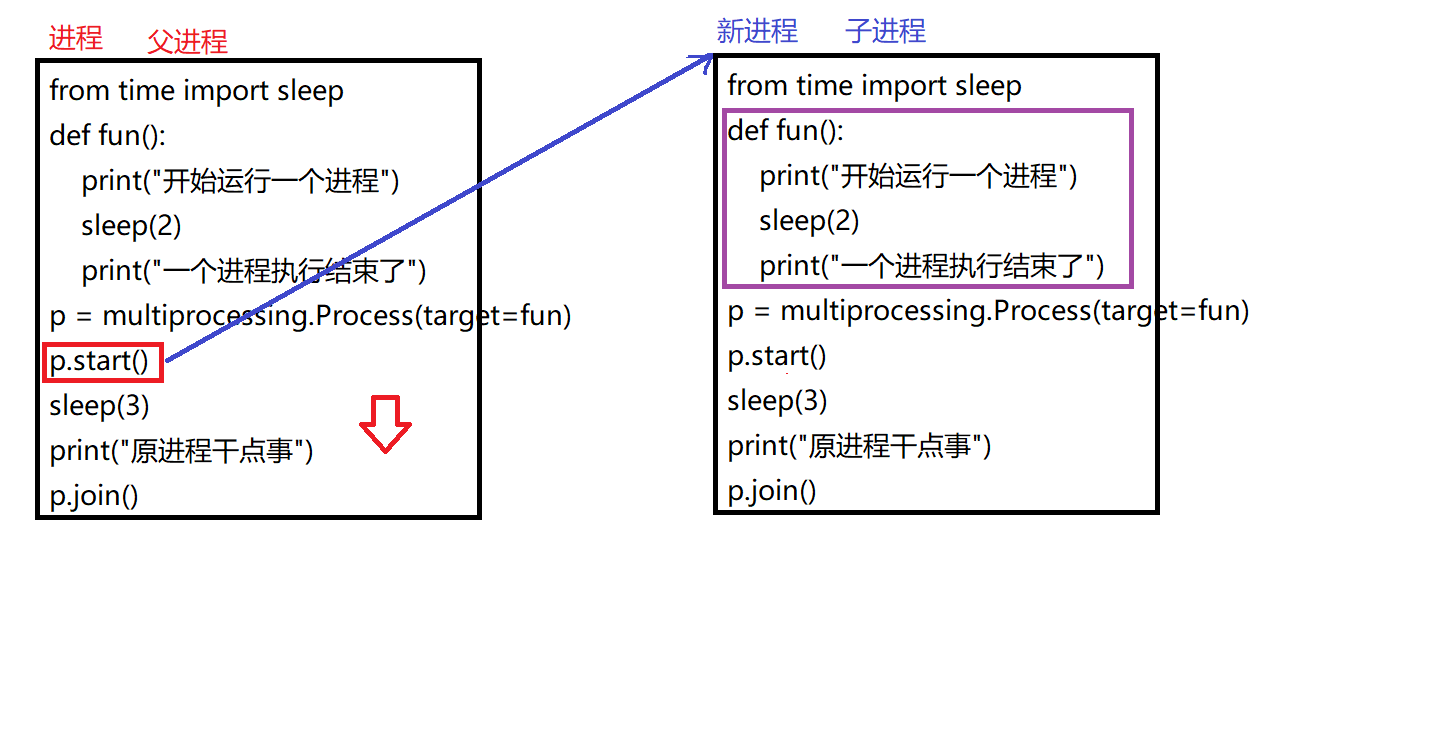 进程 父进程
from time import sleep
def fun():
print("开始运行一个进程")
sleep(2)
print("一个进程执行结束了")
p = multiprocessing.Process(target=fun)
p.start()
sleep(3)
print("原进程干点事")
p.join()
新进程 子进程
from time import sleep
def fun():
print("开始运行一个进程")
sleep(2)
print("一个进程执行结束了")
p = multiprocessing.Process(target=fun)
p.start()
sleep(3)
print("原进程干点事")
p.join()